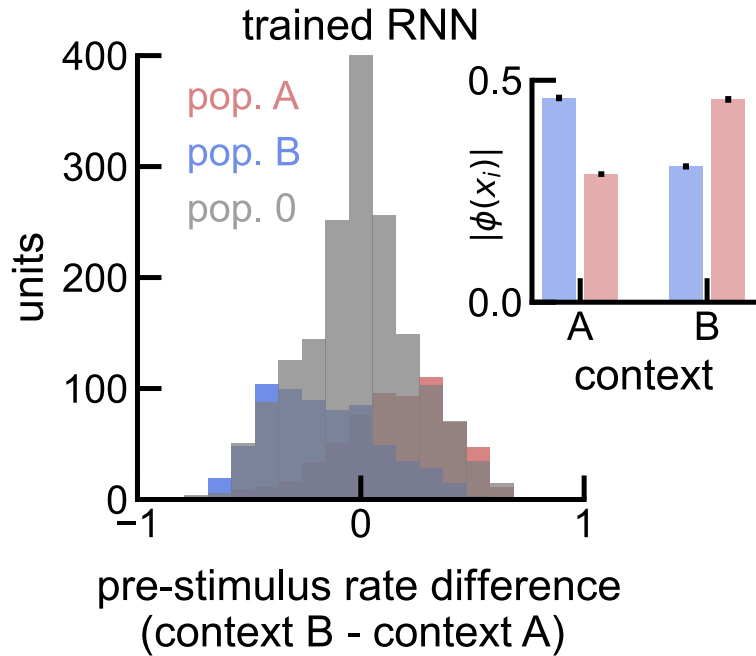 trained RNN
400
300
200
100
0
units
pop. A
pop. B
pop. 0
−1
0
1
pre-stimulus rate difference
(context B - context A)
0.5
0.0
|ϕ(xᵢ)|
A
B
context